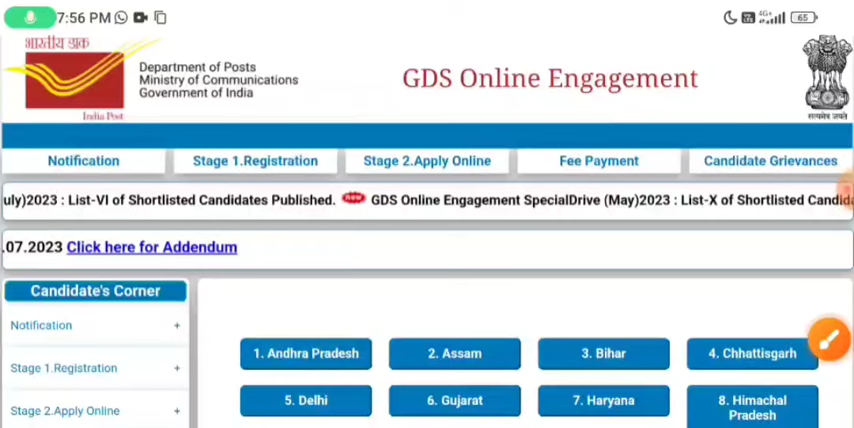 7:56 PM
4G+
65
भारतीय डाक
India Post
Department of Posts
Ministry of Communications
Government of India
GDS Online Engagement
सत्यमेव जयते
Notification
Stage 1.Registration
Stage 2.Apply Online
Fee Payment
Candidate Grievances
uly)2023 : List-VI of Shortlisted Candidates Published. New GDS Online Engagement SpecialDrive (May)2023 : List-X of Shortlisted Candida
.07.2023 Click here for Addendum
Candidate's Corner
Notification +
Stage 1.Registration +
Stage 2.Apply Online +
1. Andhra Pradesh
2. Assam
3. Bihar
4. Chhattisgarh
5. Delhi
6. Gujarat
7. Haryana
8. Himachal
Pradesh